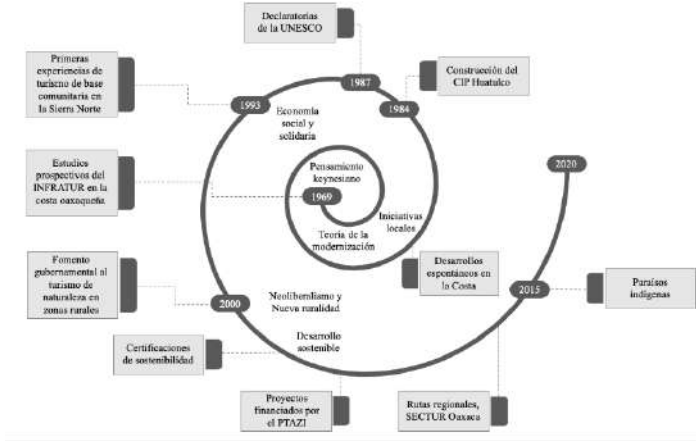 Declaratorias
de la UNESCO
Primeras
experiencias de
turismo de base
comunitaria en
la Sierra Norte
1993
1987
1984
Construcción del
CIP Huatulco
Economía
social y
solidaria
Estudios
prospectivos del
INFRATUR en la
costa oaxaqueña
Pensamiento
keynesiano
1969
Teoría de la
modernización
Iniciativas
locales
2020
Fomento
gubernamental al
turismo de
naturaleza en
zonas rurales
2000
Neoliberalismo y
Nueva ruralidad
Desarrollos
espontáneos en
la Costa
2015
Paraísos
indígenas
Certificaciones
de sostenibilidad
Desarrollo
sostenible
Proyectos
financiados por
el PTAZI
Rutas regionales,
SECTUR Oaxaca